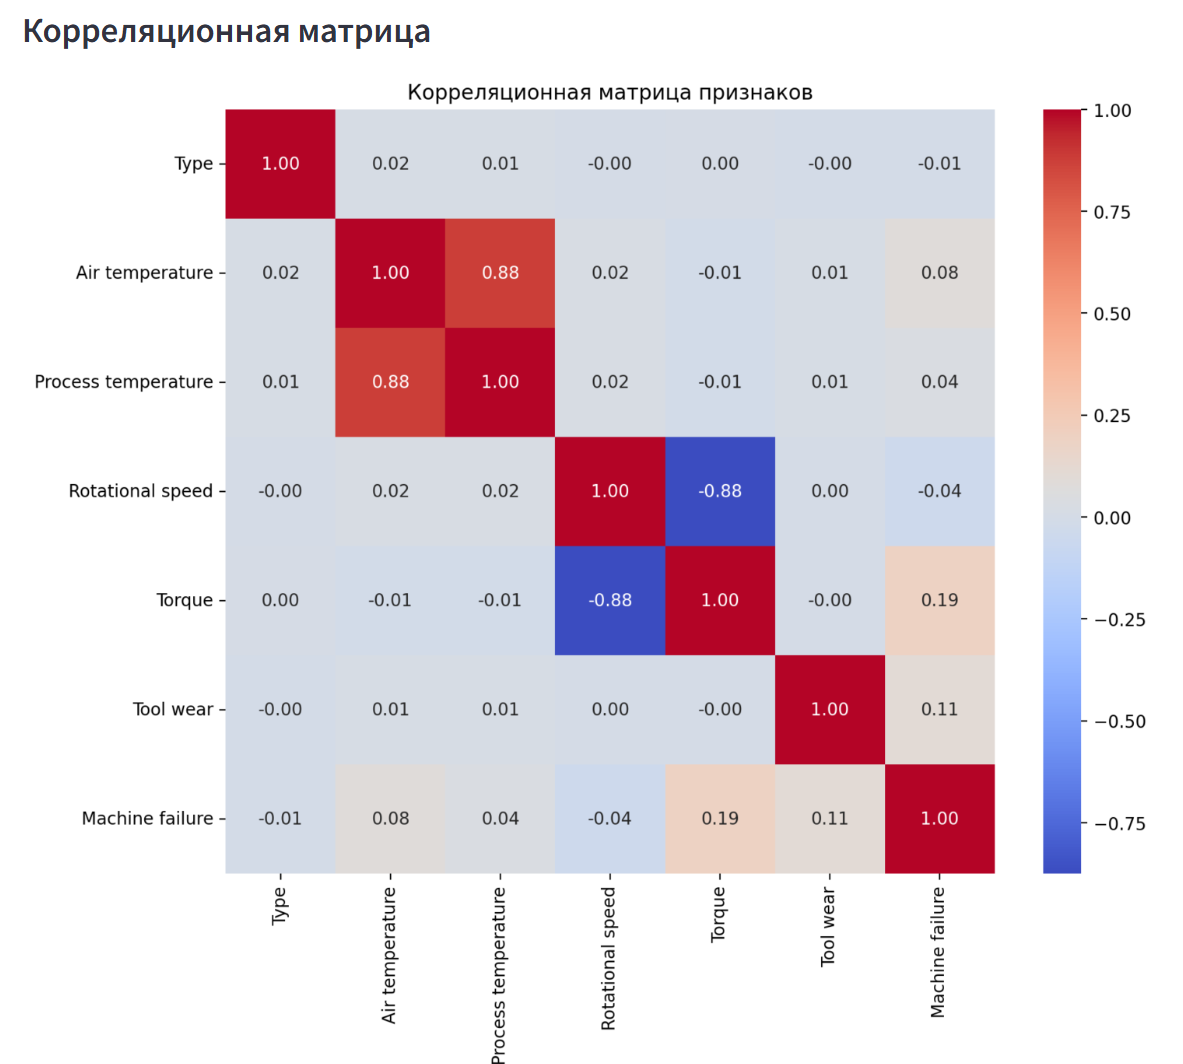 Корреляционная матрица
Корреляционная матрица признаков
Type 1.00 0.02 0.01 -0.00 0.00 -0.00 -0.01
Air temperature 0.02 1.00 0.88 0.02 -0.01 0.01 0.08
Process temperature 0.01 0.88 1.00 0.02 -0.01 0.01 0.04
Rotational speed -0.00 0.02 0.02 1.00 -0.88 0.00 -0.04
Torque 0.00 -0.01 -0.01 -0.88 1.00 -0.00 0.19
Tool wear -0.00 0.01 0.01 0.00 -0.00 1.00 0.11
Machine failure -0.01 0.08 0.04 -0.04 0.19 0.11 1.00
Type
Air temperature
Process temperature
Rotational speed
Torque
Tool wear
Machine failure
1.00
0.75
0.50
0.25
0.00
−0.25
−0.50
−0.75